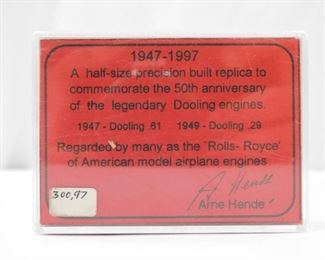 1947-1997
A half-size precision built replica to
commemorate the 50th anniversary
of the legendary Dooling engines.
1947 - Dooling .61 1949 - Dooling .29
Regarded by many as the `Rolls- Royce'
of American model airplane engines
A Hende
Arne Hende
300,97